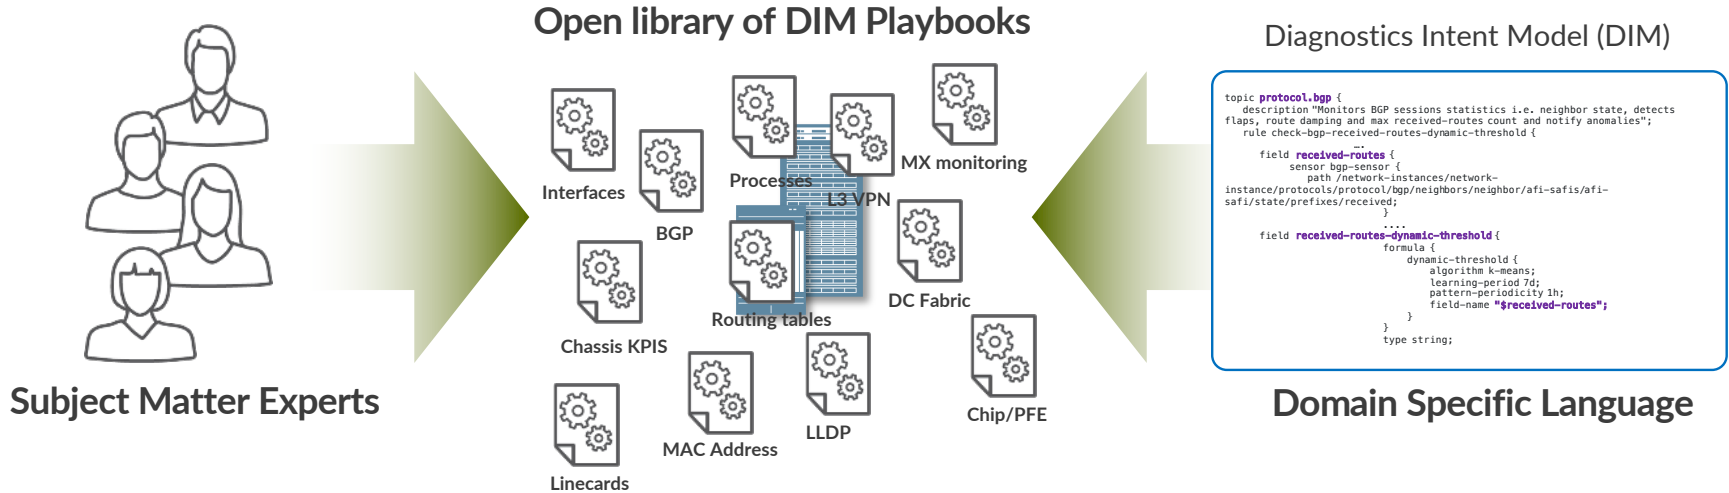 Open library of DIM Playbooks
Diagnostics Intent Model (DIM)
Interfaces
BGP
Processes
L3 VPN
MX monitoring
Chassis KPIS
Routing tables
DC Fabric
Linecards
MAC Address
LLDP
Chip/PFE
Subject Matter Experts
topic protocol.bgp {
description "Monitors BGP sessions statistics i.e. neighbor state, detects
flaps, route damping and max received-routes count and notify anomalies";
rule check-bgp-received-routes-dynamic-threshold {
….
field received-routes {
sensor bgp-sensor {
path /network-instances/network-
instance/protocols/protocol/bgp/neighbors/neighbor/afi-safis/afi-
safi/state/prefixes/received;
}
....
field received-routes-dynamic-threshold {
formula {
dynamic-threshold {
algorithm k-means;
learning-period 7d;
pattern-periodicity 1h;
field-name "$received-routes";
}
}
type string;
Domain Specific Language